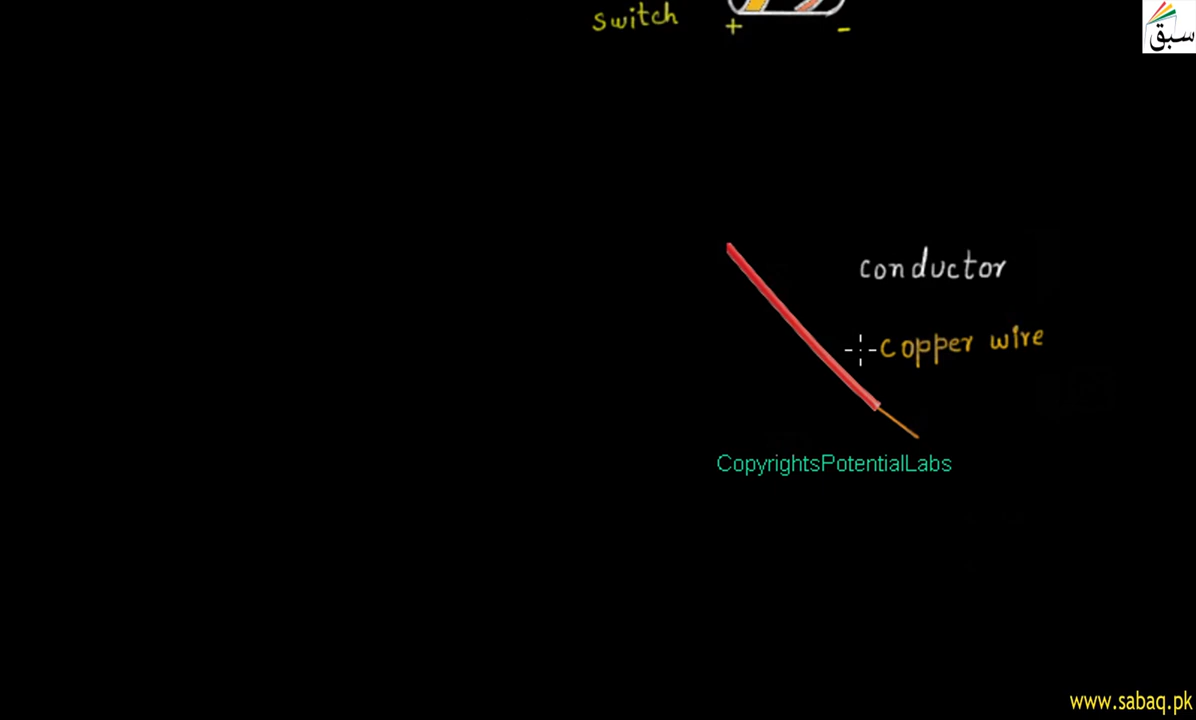 سبق
switch
+ -
conductor
copper wire
CopyrightsPotentialLabs
www.sabaq.pk